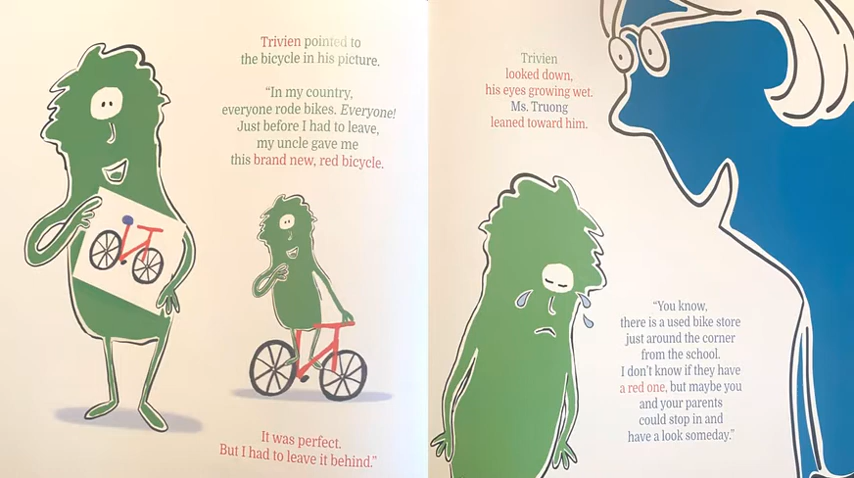 Trivien pointed to
the bicycle in his picture.
“In my country,
everyone rode bikes. Everyone!
Just before I had to leave,
my uncle gave me
this brand new, red bicycle.
It was perfect.
But I had to leave it behind.”
Trivien
looked down,
his eyes growing wet.
Ms. Truong
leaned toward him.
“You know,
there is a used bike store
just around the corner
from the school.
I don’t know if they have
a red one, but maybe you
and your parents
could stop in and
have a look someday.”